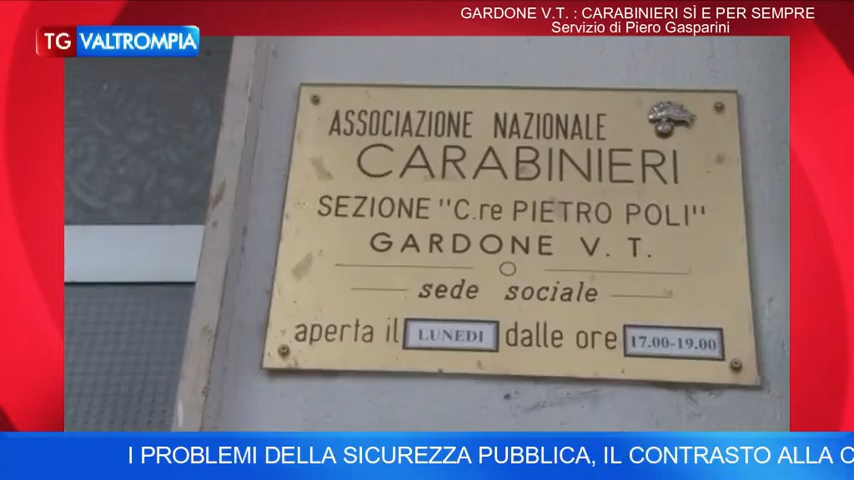 GARDONE V.T. : CARABINIERI SÌ E PER SEMPRE
Servizio di Piero Gasparini
TG VALTROMPIA
ASSOCIAZIONE NAZIONALE
CARABINIERI
SEZIONE "C.re PIETRO POLI"
GARDONE V. T.
sede sociale
aperta il LUNEDI dalle ore 17.00-19.00
I PROBLEMI DELLA SICUREZZA PUBBLICA, IL CONTRASTO ALLA